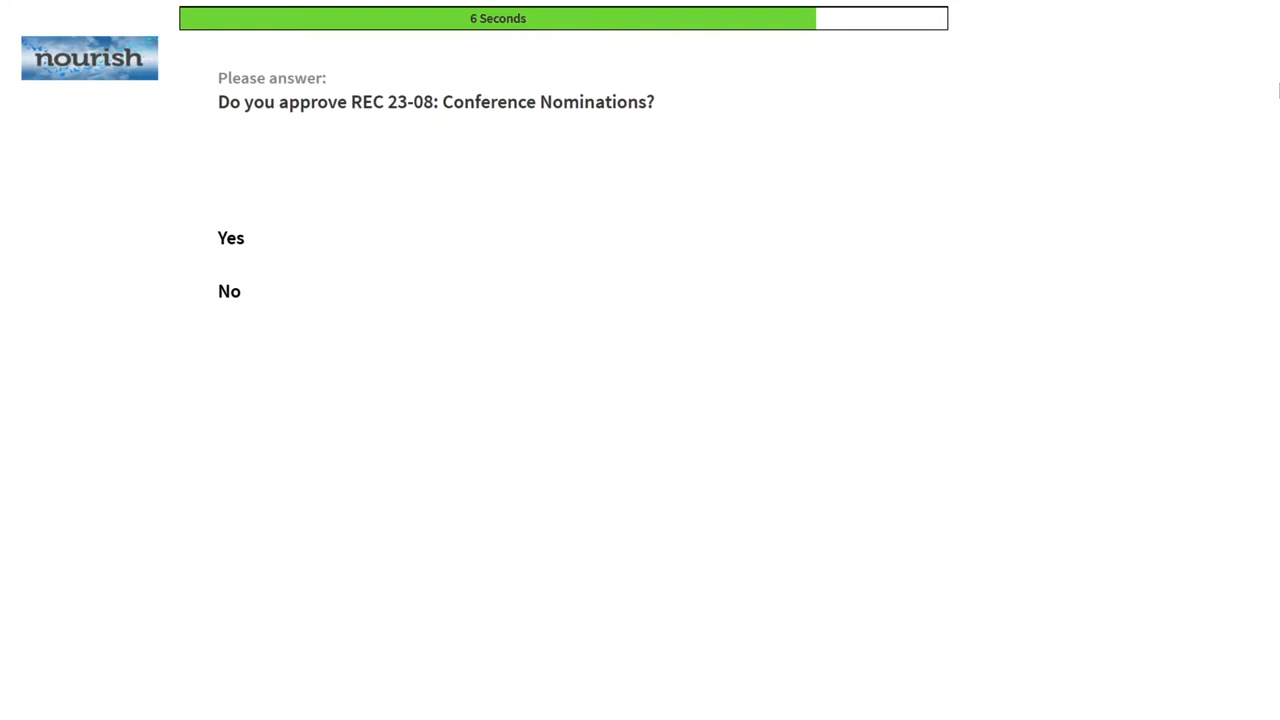 6 Seconds
nourish
Please answer:
Do you approve REC 23-08: Conference Nominations?
Yes
No